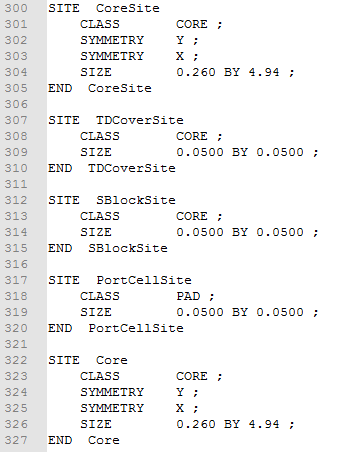 300 SITE CoreSite
301 CLASS CORE ;
302 SYMMETRY Y ;
303 SYMMETRY X ;
304 SIZE 0.260 BY 4.94 ;
305 END CoreSite
306
307 SITE TDCoverSite
308 CLASS CORE ;
309 SIZE 0.0500 BY 0.0500 ;
310 END TDCoverSite
311
312 SITE SBlockSite
313 CLASS CORE ;
314 SIZE 0.0500 BY 0.0500 ;
315 END SBlockSite
316
317 SITE PortCellSite
318 CLASS PAD ;
319 SIZE 0.0500 BY 0.0500 ;
320 END PortCellSite
321
322 SITE Core
323 CLASS CORE ;
324 SYMMETRY Y ;
325 SYMMETRY X ;
326 SIZE 0.260 BY 4.94 ;
327 END Core